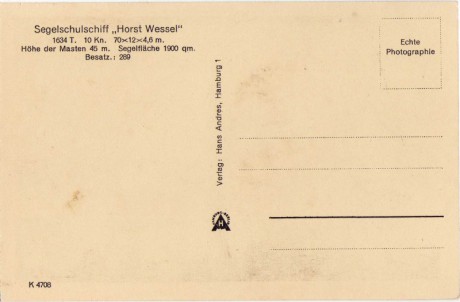 Segelschulschiff „Horst Wessel"
1634 T. 10 Kn. 70×12×4,6 m.
Höhe der Masten 45 m. Segelfläche 1900 qm.
Besatz.: 269
Echte
Photographie
Verlag: Hans Andres, Hamburg 1
K 4708